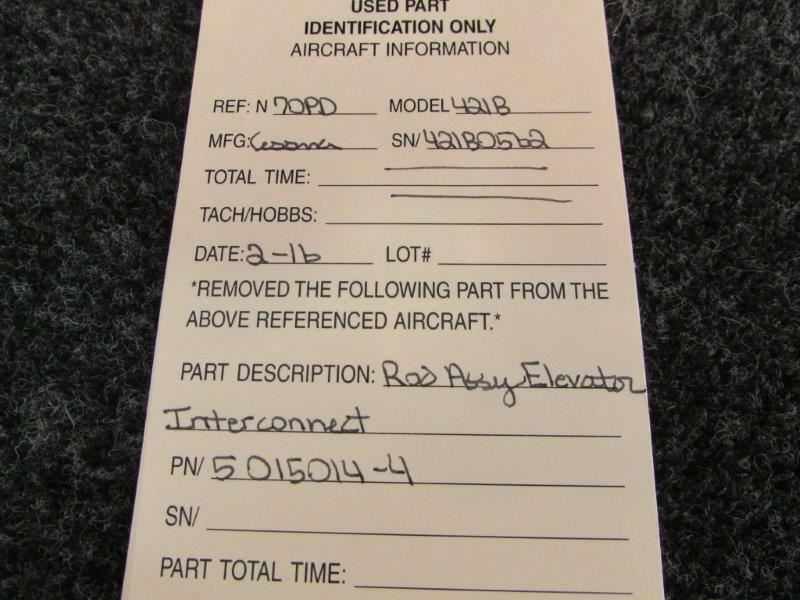 USED PART
IDENTIFICATION ONLY
AIRCRAFT INFORMATION
REF: N 70PD MODEL 421B
MFG: Cessna SN/ 421B0562
TOTAL TIME:
TACH/HOBBS:
DATE: 2-16 LOT#
*REMOVED THE FOLLOWING PART FROM THE
ABOVE REFERENCED AIRCRAFT.*
PART DESCRIPTION: Rod Assy Elevator
Interconnect
PN/ 5015014-4
SN/
PART TOTAL TIME: